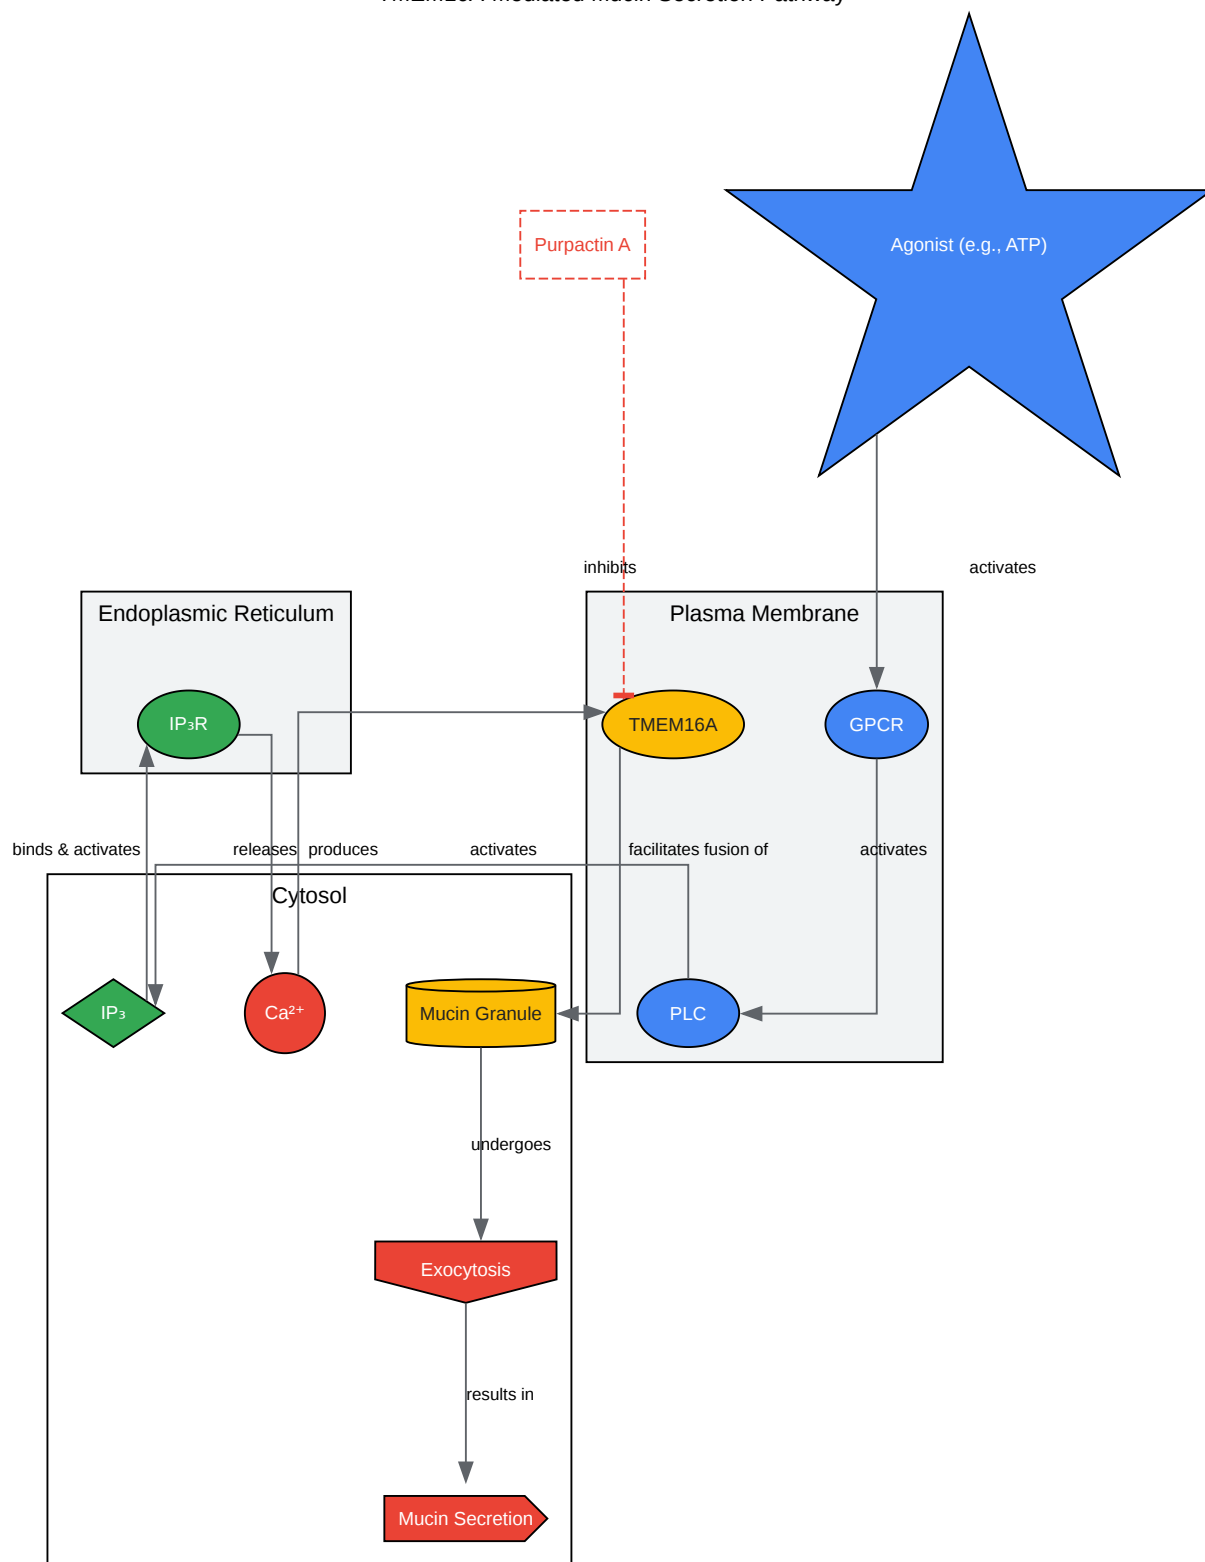 Purpactin A
Agonist (e.g., ATP)
inhibits
activates
Endoplasmic Reticulum
Plasma Membrane
IP₃R
TMEM16A
GPCR
binds & activates
releases
produces
activates
facilitates fusion of
activates
Cytosol
IP₃
Ca²⁺
Mucin Granule
PLC
undergoes
Exocytosis
results in
Mucin Secretion